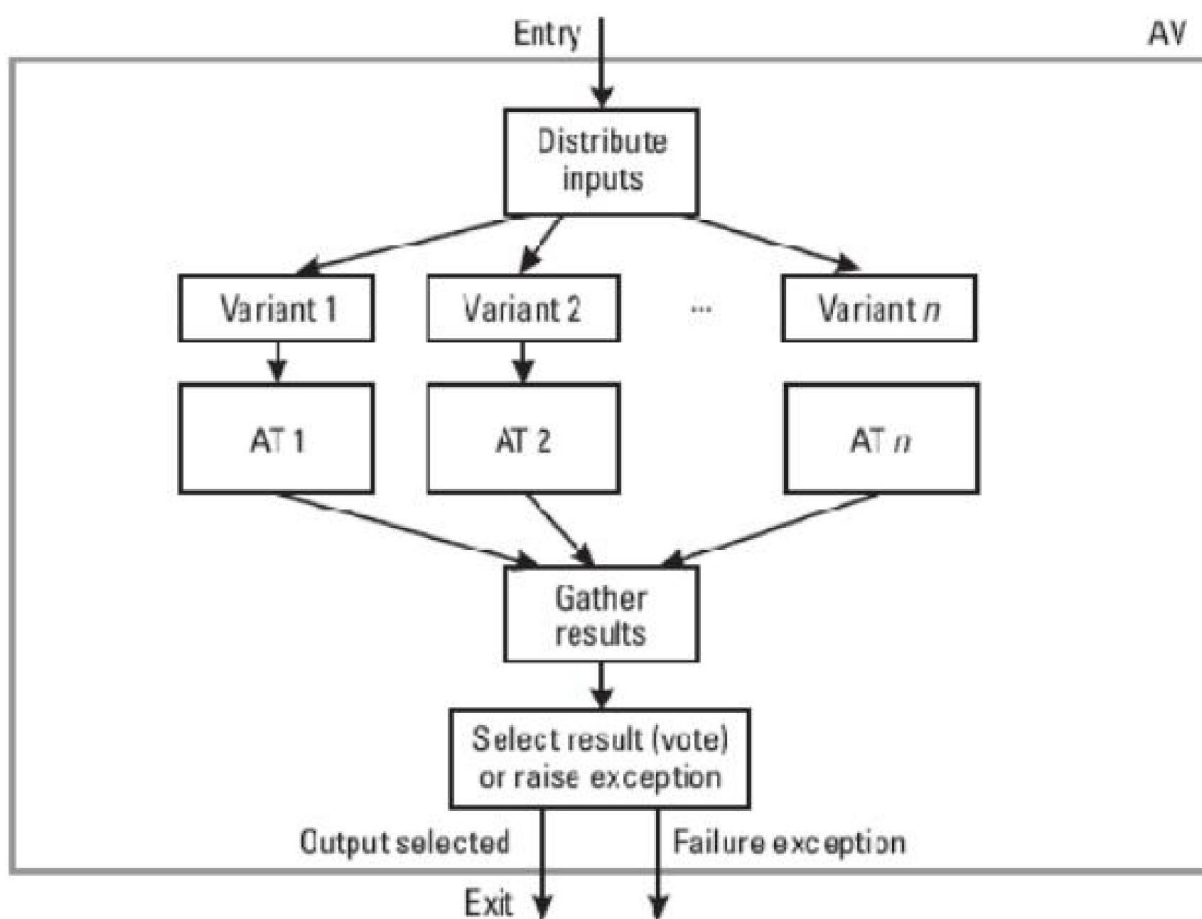 Entry
AV
Distribute
inputs
Variant 1
Variant 2
...
Variant n
AT 1
AT 2
AT n
Gather
results
Select result (vote)
or raise exception
Output selected
Failure exception
Exit